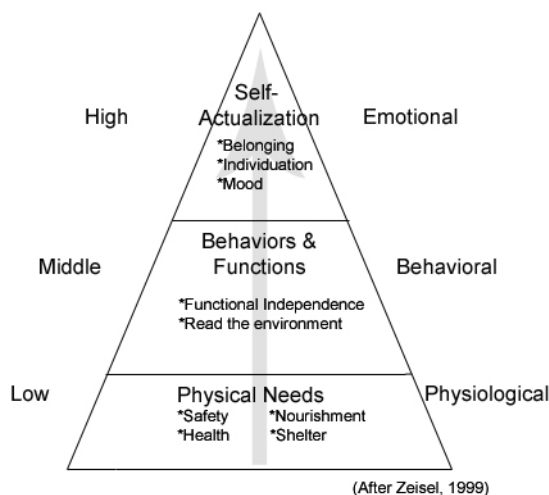 Self-
High Actualization Emotional
*Belonging
*Individuation
*Mood
Behaviors &
Middle Functions Behavioral
*Functional Independence
*Read the environment
Low Physical Needs Physiological
*Safety *Nourishment
*Health *Shelter
(After Zeisel, 1999)